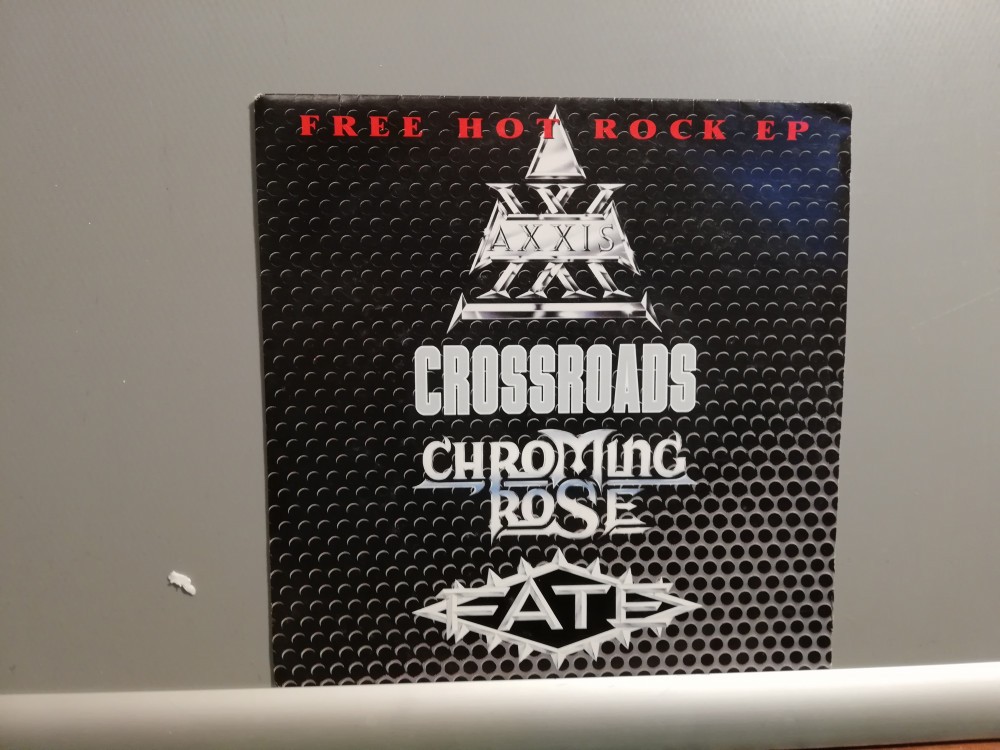 FREE HOT ROCK EP
AXXIS
CROSSROADS
CHROMING
ROSE
FATE